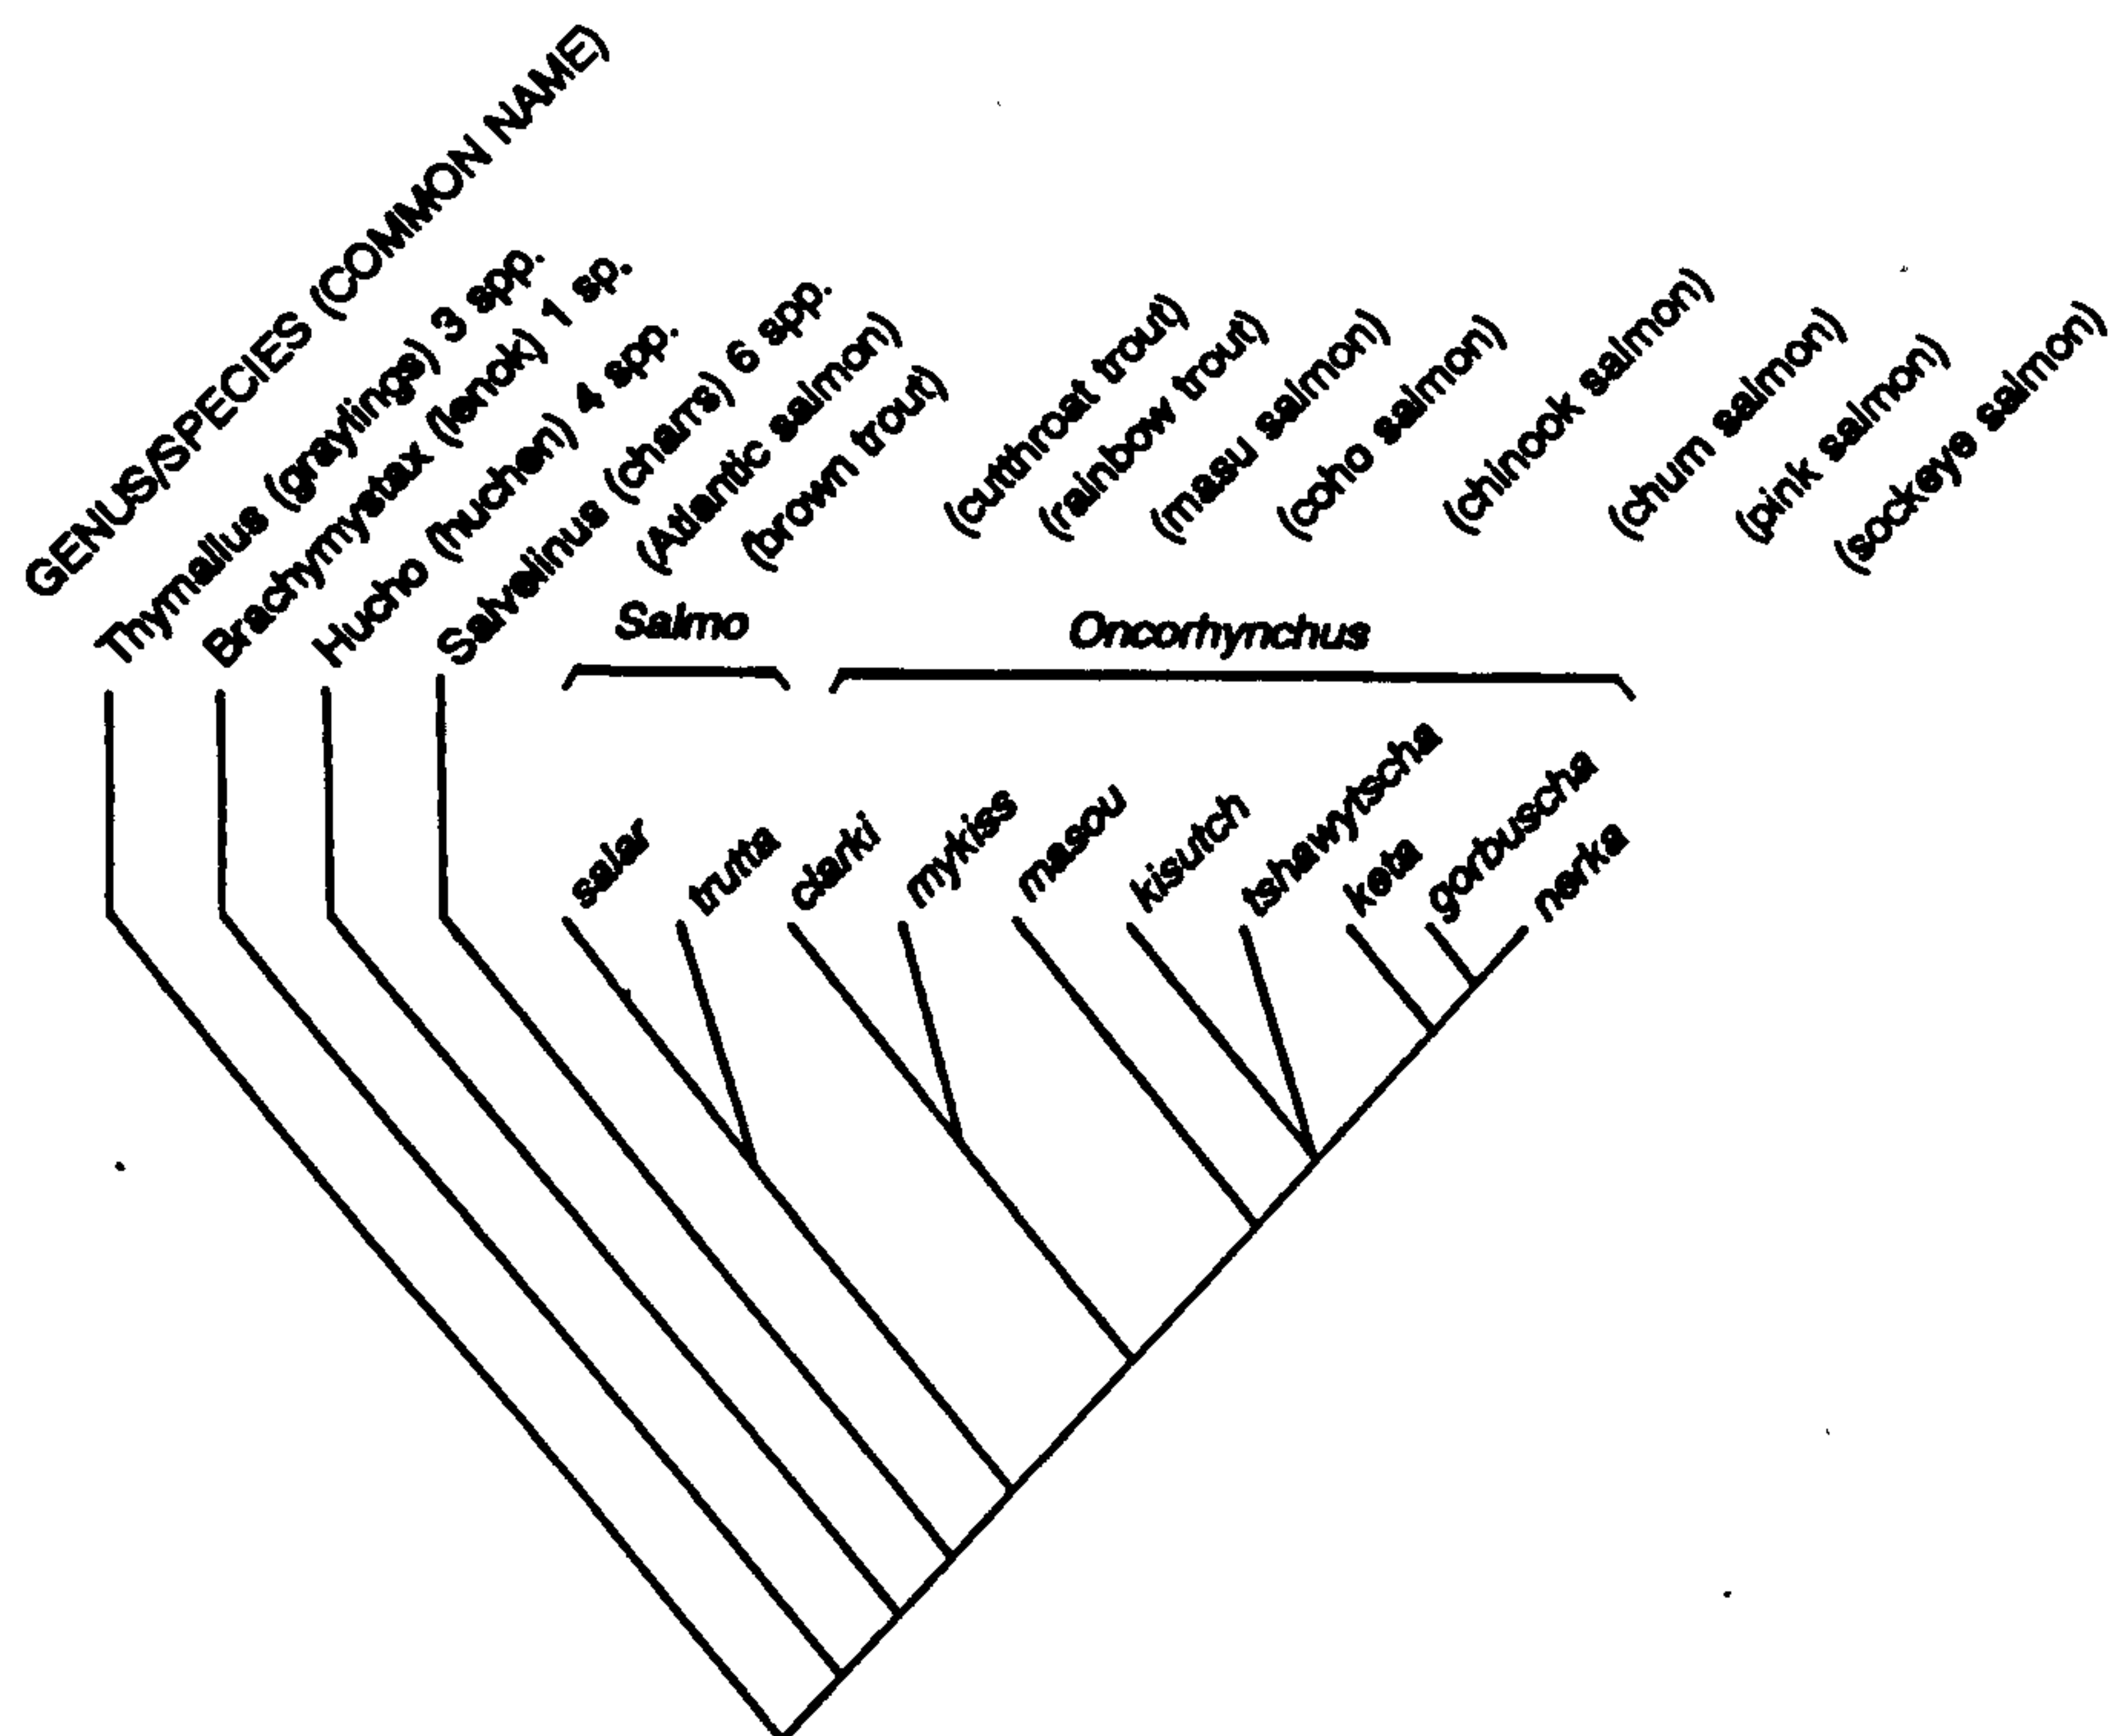 GENUS/SPECIES (COMMON NAME)
Thymallus (graylings) 3 spp.
Brachymystax (lenok) 1 sp.
Hucho (huchen) 4 spp.
Salvelinus (charrs) 6 spp.
(Atlantic salmon)
(brown trout)
(cutthroat trout)
(rainbow trout)
(masu salmon)
(coho salmon)
(chinook salmon)
(chum salmon)
(pink salmon)
(sockeye salmon)
Salmo
Oncorhynchus
salar
trutta
clarki
mykiss
masou
kisutch
tshawytscha
keta
gorbuscha
nerka